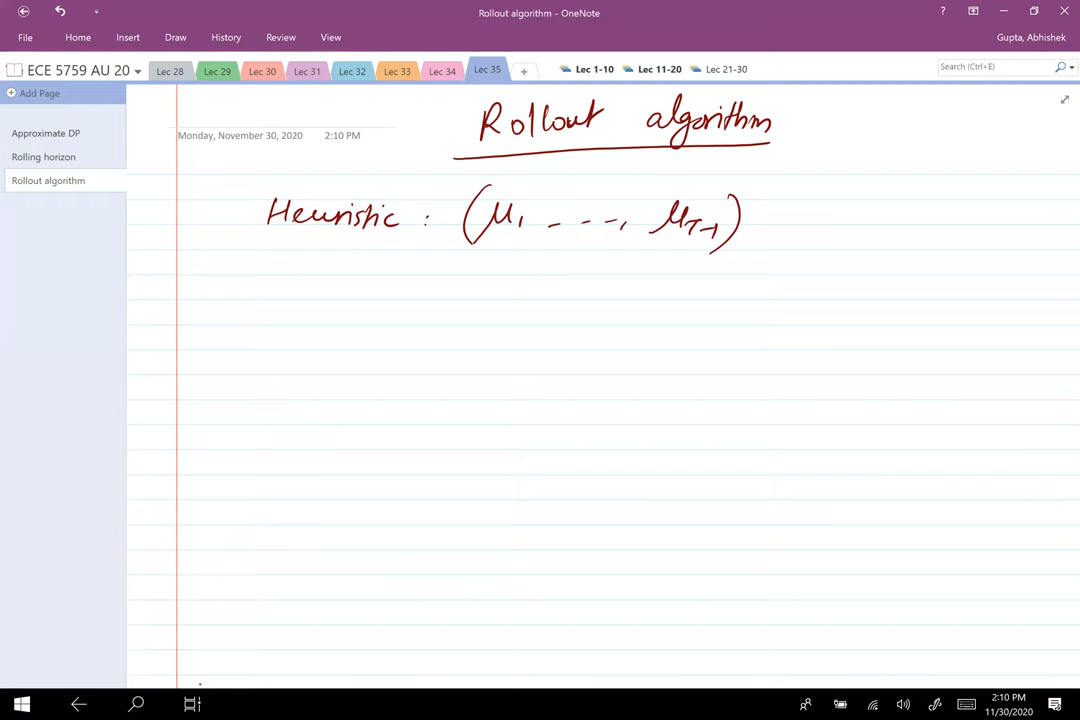 Rollout algorithm - OneNote
File Home Insert Draw History Review View
Gupta, Abhishek
ECE 5759 AU 20 Lec 28 Lec 29 Lec 30 Lec 31 Lec 32 Lec 33 Lec 34 Lec 35 Lec 1-10 Lec 11-20 Lec 21-30
Search (Ctrl+E)
Add Page
Approximate DP
Rolling horizon
Rollout algorithm
Rollout algorithm
Monday, November 30, 2020 2:10 PM
Heuristic : (μ₁ - - - -, μ_{T-1})
2:10 PM
11/30/2020